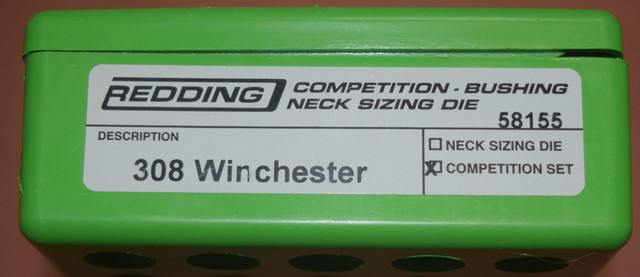 REDDING COMPETITION - BUSHING
NECK SIZING DIE
58155
DESCRIPTION
308 Winchester
NECK SIZING DIE
X COMPETITION SET